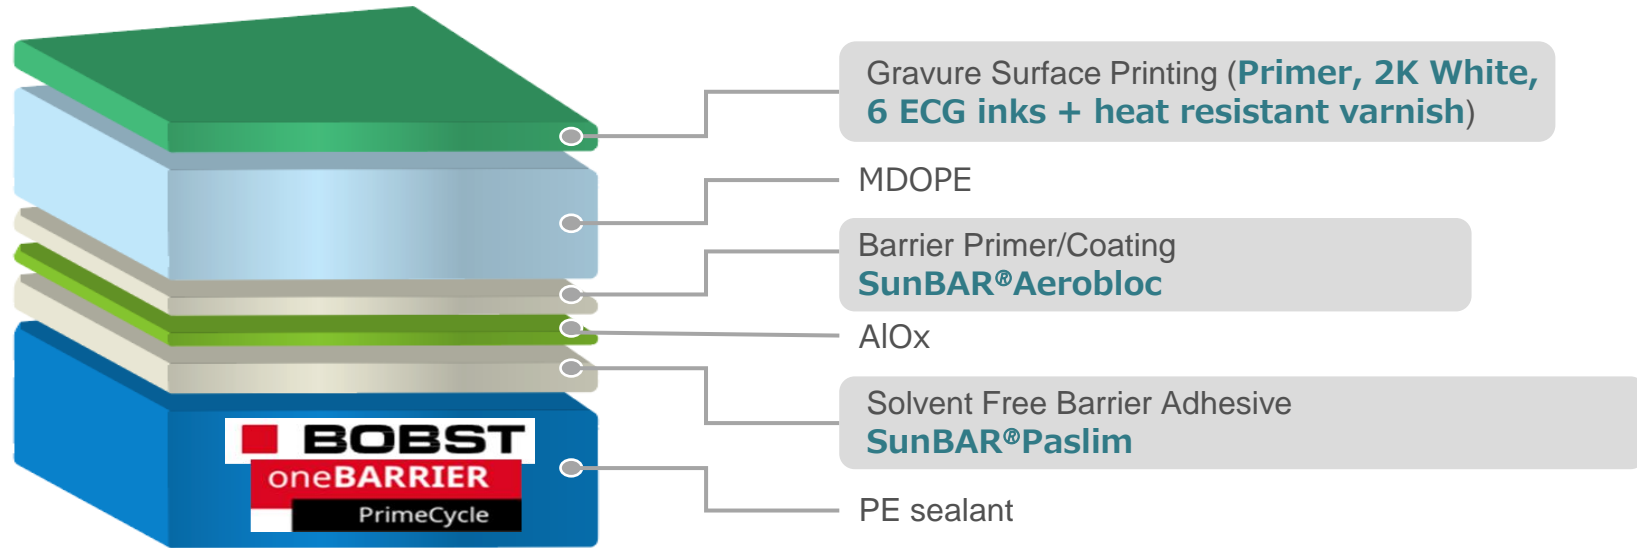 Gravure Surface Printing (Primer, 2K White,
6 ECG inks + heat resistant varnish)
MDOPE
Barrier Primer/Coating
SunBAR®Aerobloc
AlOx
Solvent Free Barrier Adhesive
SunBAR®Paslim
PE sealant
BOBST
oneBARRIER
PrimeCycle